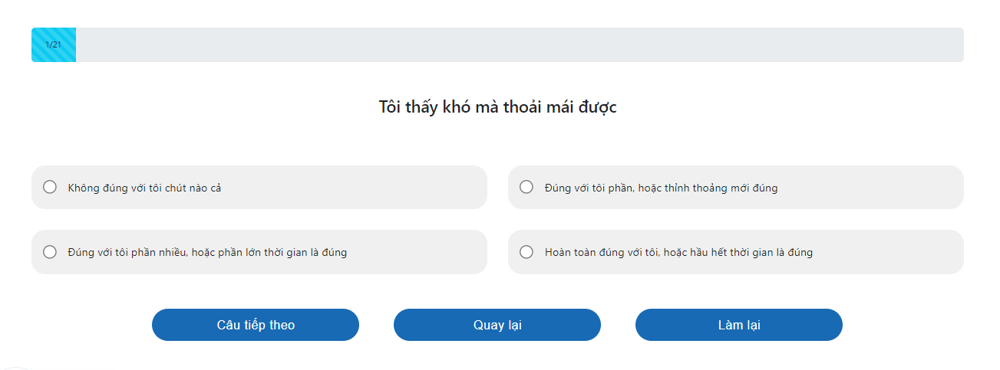 1/21
Tôi thấy khó mà thoải mái được
Không đúng với tôi chút nào cả
Đúng với tôi phần, hoặc thỉnh thoảng mới đúng
Đúng với tôi phần nhiều, hoặc phần lớn thời gian là đúng
Hoàn toàn đúng với tôi, hoặc hầu hết thời gian là đúng
Câu tiếp theo
Quay lại
Làm lại